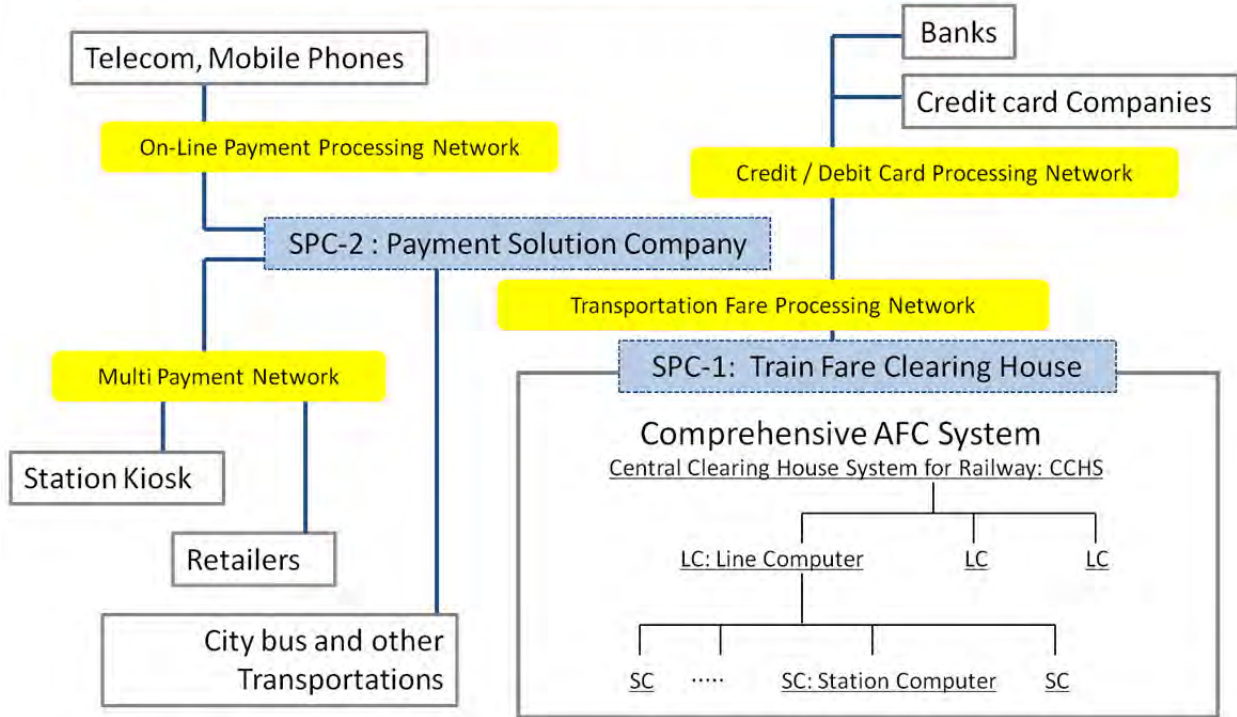 Telecom, Mobile Phones
On-Line Payment Processing Network
SPC-2 : Payment Solution Company
Multi Payment Network
Station Kiosk
Retailers
City bus and other
Transportations
Banks
Credit card Companies
Credit / Debit Card Processing Network
Transportation Fare Processing Network
SPC-1: Train Fare Clearing House
Comprehensive AFC System
Central Clearing House System for Railway: CCHS
LC: Line Computer LC LC
SC ..... SC: Station Computer SC